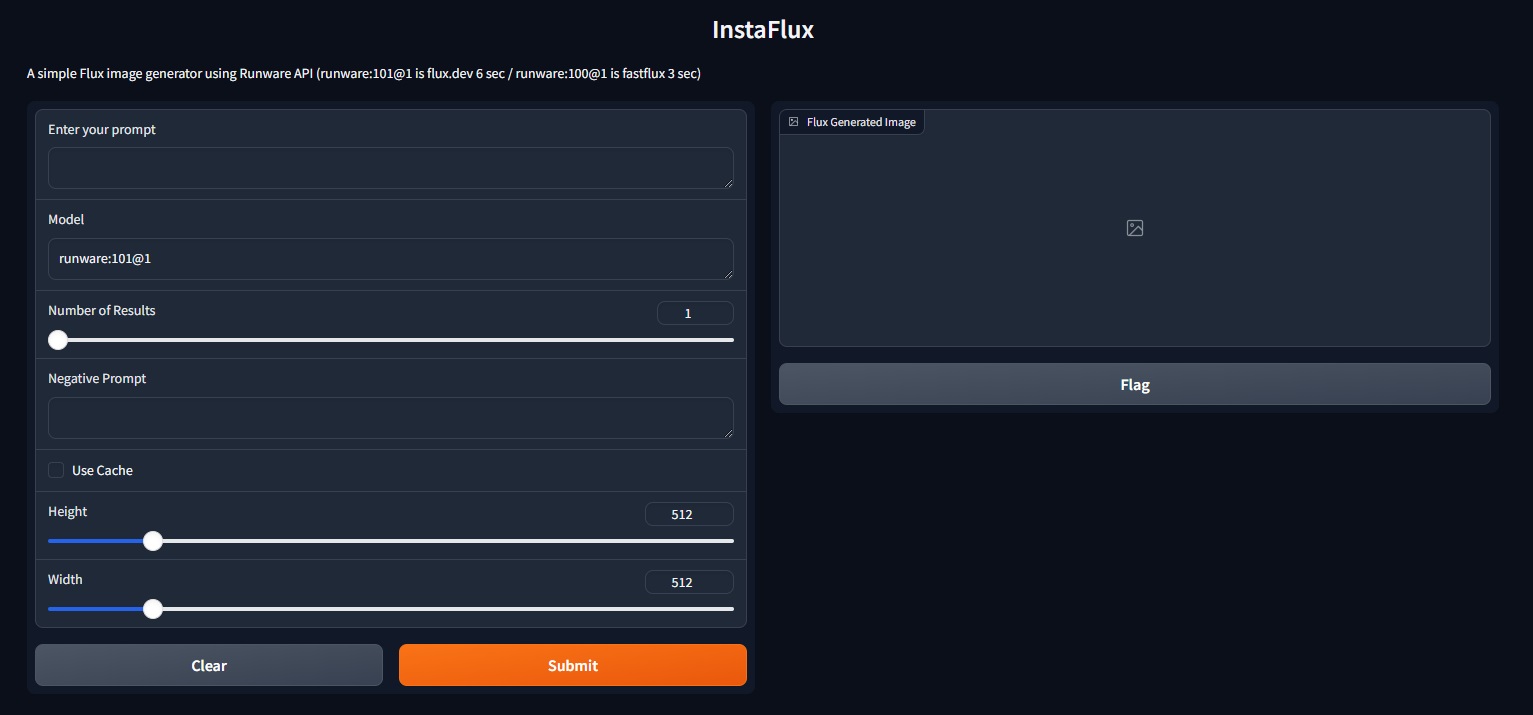 InstaFlux
A simple Flux image generator using Runware API (runware:101@1 is flux.dev 6 sec / runware:100@1 is fastflux 3 sec)
Enter your prompt
Model
runware:101@1
Number of Results
1
Negative Prompt
Use Cache
Height
512
Width
512
Clear
Submit
Flux Generated Image
Flag